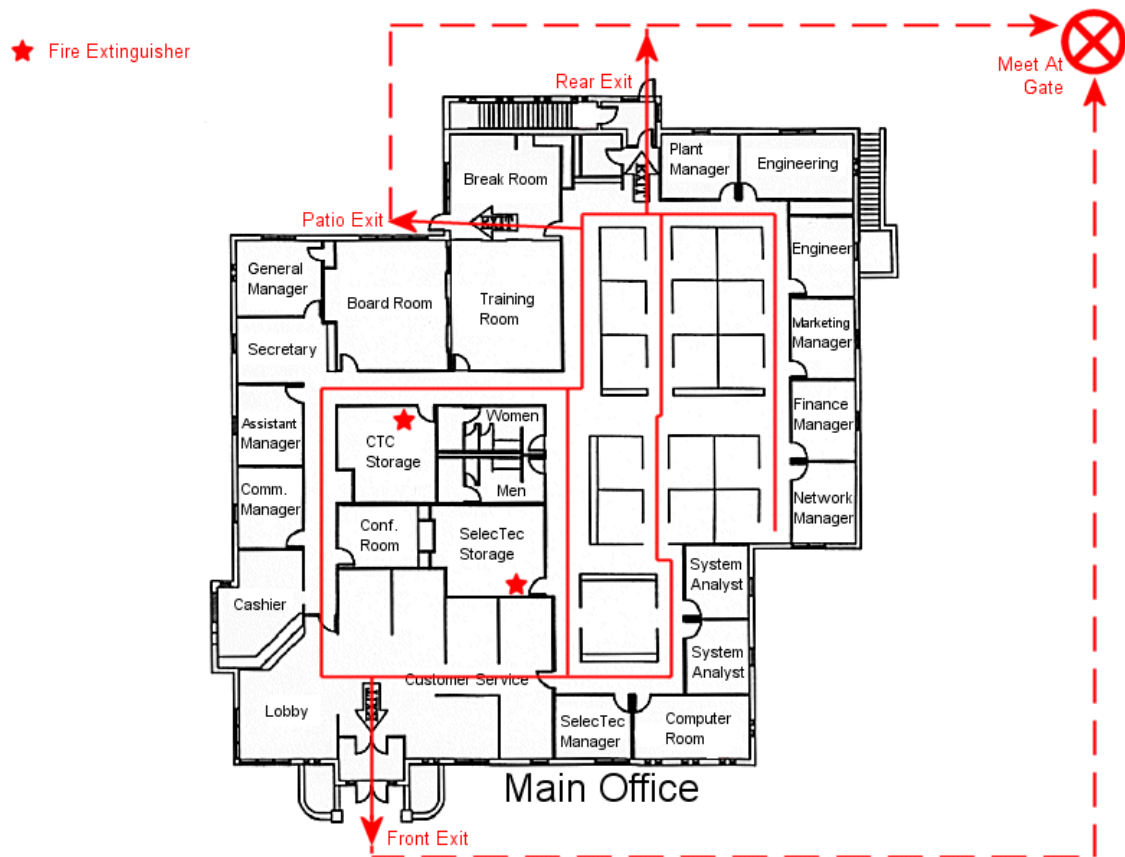 Fire Extinguisher
Rear Exit
Meet At
Gate
Plant
Manager
Engineering
Break Room
EXIT
Patio Exit
EXIT
General
Manager
Board Room
Training
Room
Engineer
Secretary
Marketing
Manager
Assistant
Manager
CTC
Storage
Women
Men
Finance
Manager
Comm.
Manager
Conf.
Room
SelecTec
Storage
Network
Manager
System
Analyst
Cashier
System
Analyst
Customer Service
Lobby
EXIT
SelecTec
Manager
Computer
Room
Main Office
Front Exit